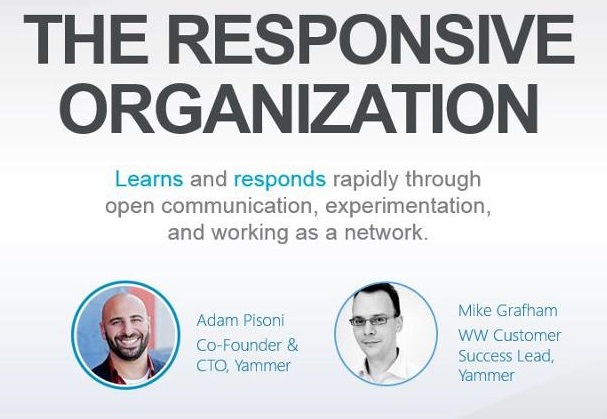 THE RESPONSIVE
ORGANIZATION
Learns and responds rapidly through
open communication, experimentation,
and working as a network.
Adam Pisoni
Co-Founder &
CTO, Yammer
Mike Grafham
WW Customer
Success Lead,
Yammer